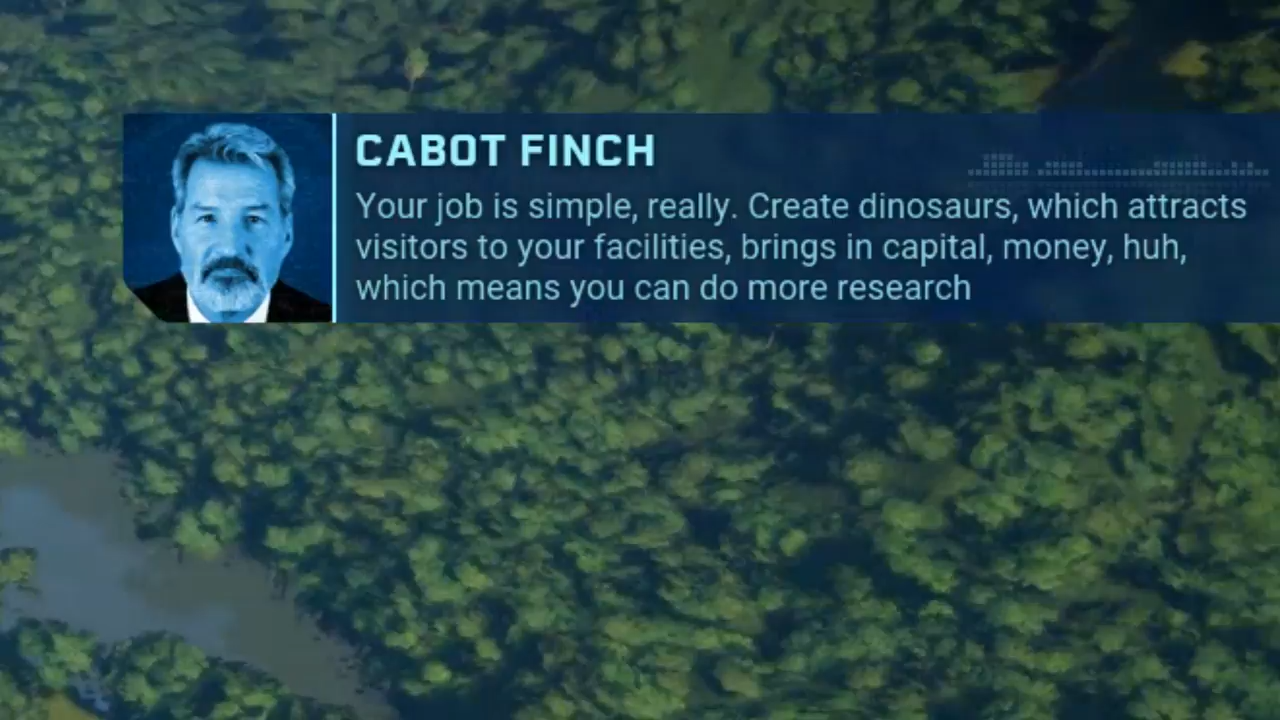 CABOT FINCH
Your job is simple, really. Create dinosaurs, which attracts
visitors to your facilities, brings in capital, money, huh,
which means you can do more research